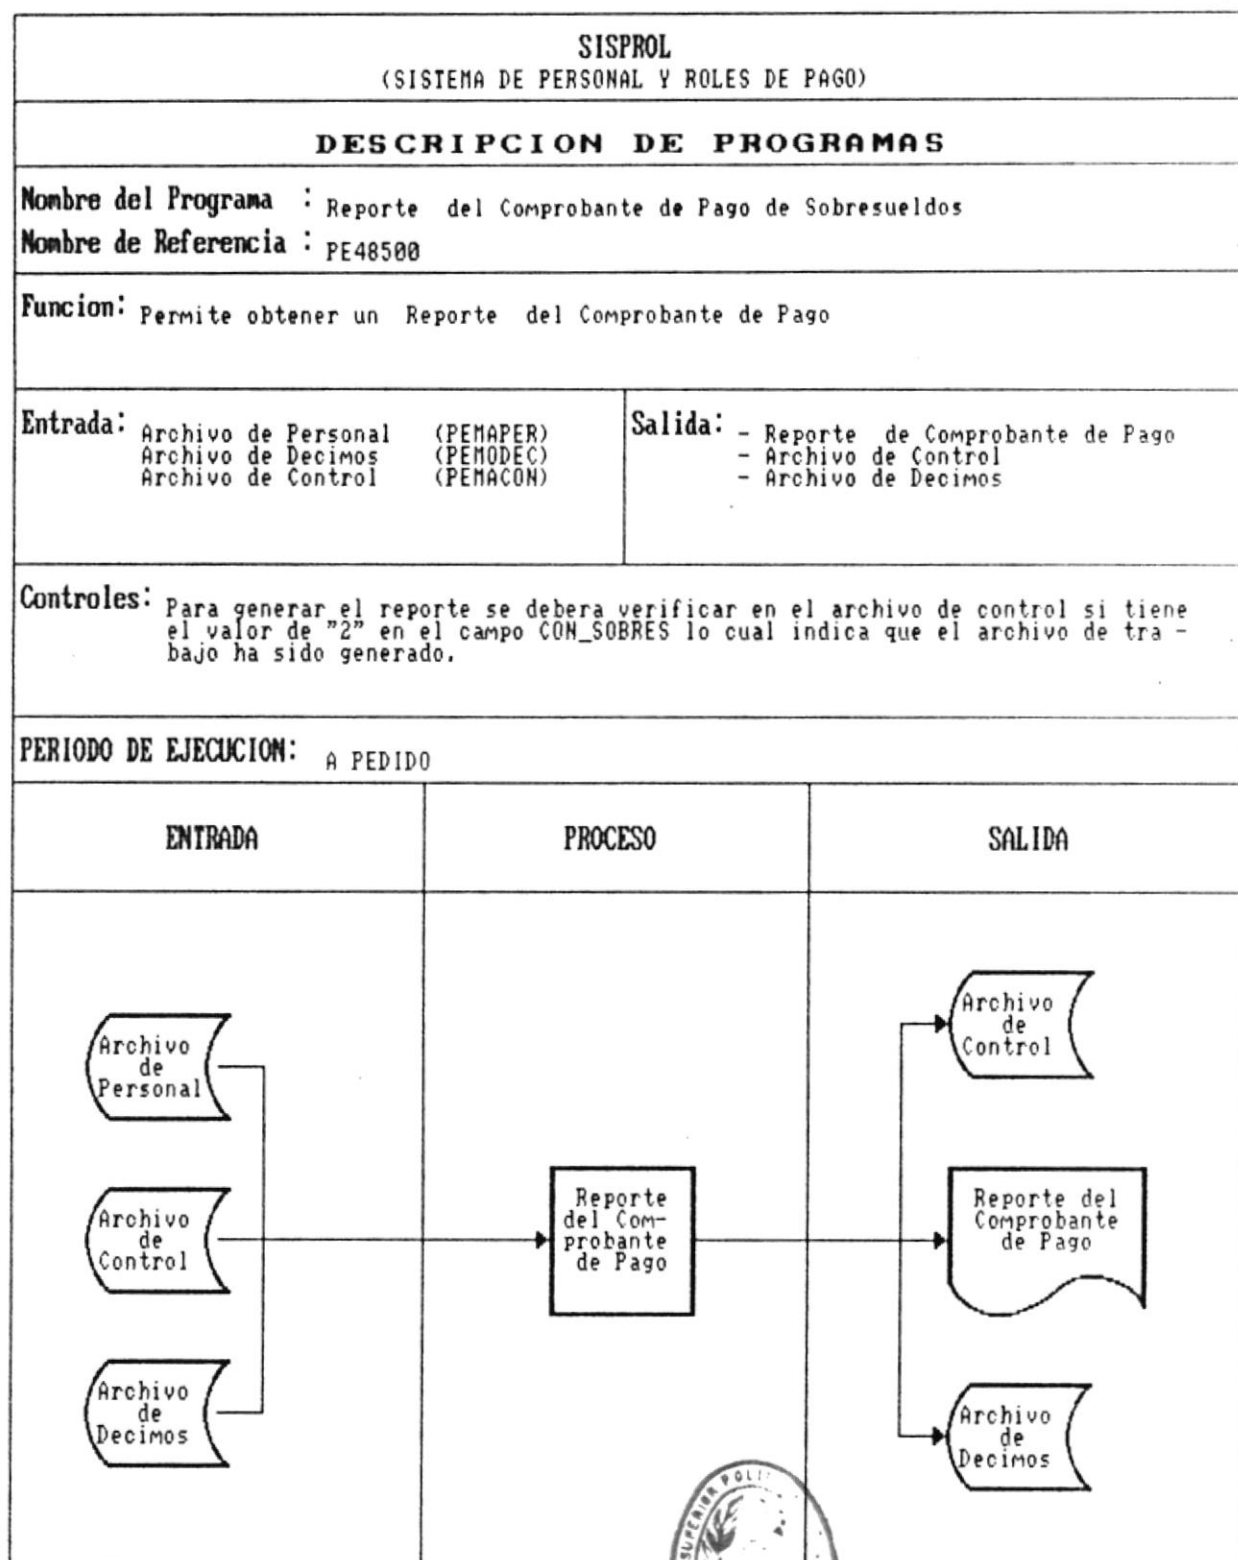 SISPROL
(SISTEMA DE PERSONAL Y ROLES DE PAGO)
DESCRIPCION DE PROGRAMAS
Nombre del Programa : Reporte del Comprobante de Pago de Sobresueldos
Nombre de Referencia : PE48500
Funcion: Permite obtener un Reporte del Comprobante de Pago
Entrada: Archivo de Personal (PEMAPER)
Archivo de Decimos (PEMODEC)
Archivo de Control (PEMACON)
Salida: - Reporte de Comprobante de Pago
- Archivo de Control
- Archivo de Decimos
Controles: Para generar el reporte se debera verificar en el archivo de control si tiene
el valor de "2" en el campo CON_SOBRES lo cual indica que el archivo de tra -
bajo ha sido generado.
PERIODO DE EJECUCION: A PEDIDO
ENTRADA PROCESO SALIDA
Archivo
de
Personal
Archivo
de
Control
Archivo
de
Decimos
Reporte
del Com-
probante
de Pago
Archivo
de
Control
Reporte del
Comprobante
de Pago
Archivo
de
Decimos
SUPERIOR